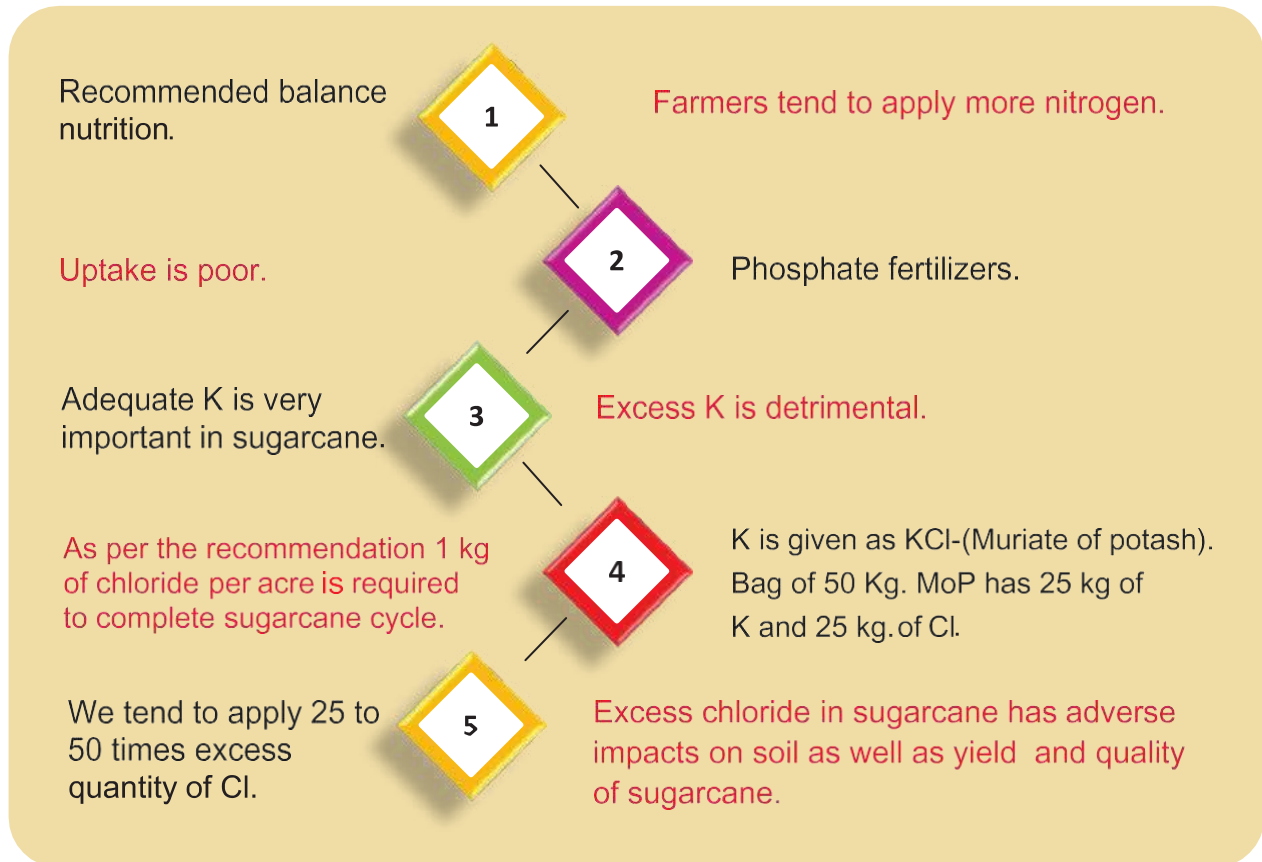 Recommended balance
nutrition.
1
Farmers tend to apply more nitrogen.
Uptake is poor.
2
Phosphate fertilizers.
Adequate K is very
important in sugarcane.
3
Excess K is detrimental.
As per the recommendation 1 kg
of chloride per acre is required
to complete sugarcane cycle.
4
K is given as KCl-(Muriate of potash).
Bag of 50 Kg. MoP has 25 kg of
K and 25 kg. of Cl.
We tend to apply 25 to
50 times excess
quantity of Cl.
5
Excess chloride in sugarcane has adverse
impacts on soil as well as yield and quality
of sugarcane.